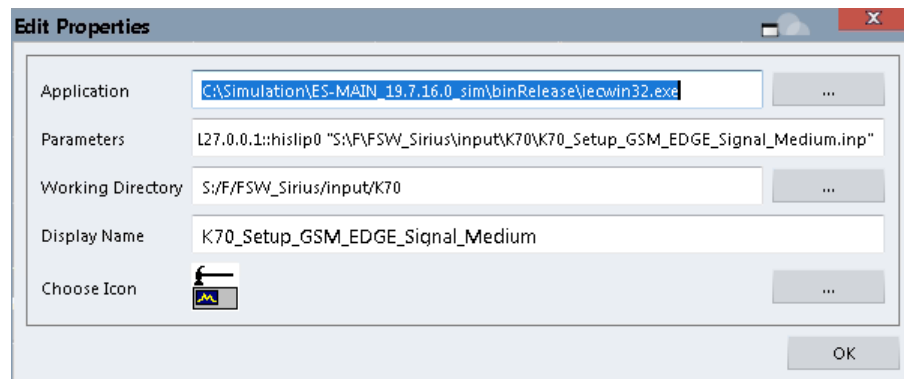 Edit Properties
X
Application C:\Simulation\ES-MAIN_19.7.16.0_sim\binRelease\iecwin32.exe ...
Parameters L27.0.0.1::hislip0 "S:\F\FSW_Sirius\input\K70\K70_Setup_GSM_EDGE_Signal_Medium.inp"
Working Directory S:/F/FSW_Sirius/input/K70 ...
Display Name K70_Setup_GSM_EDGE_Signal_Medium
Choose Icon ...
OK